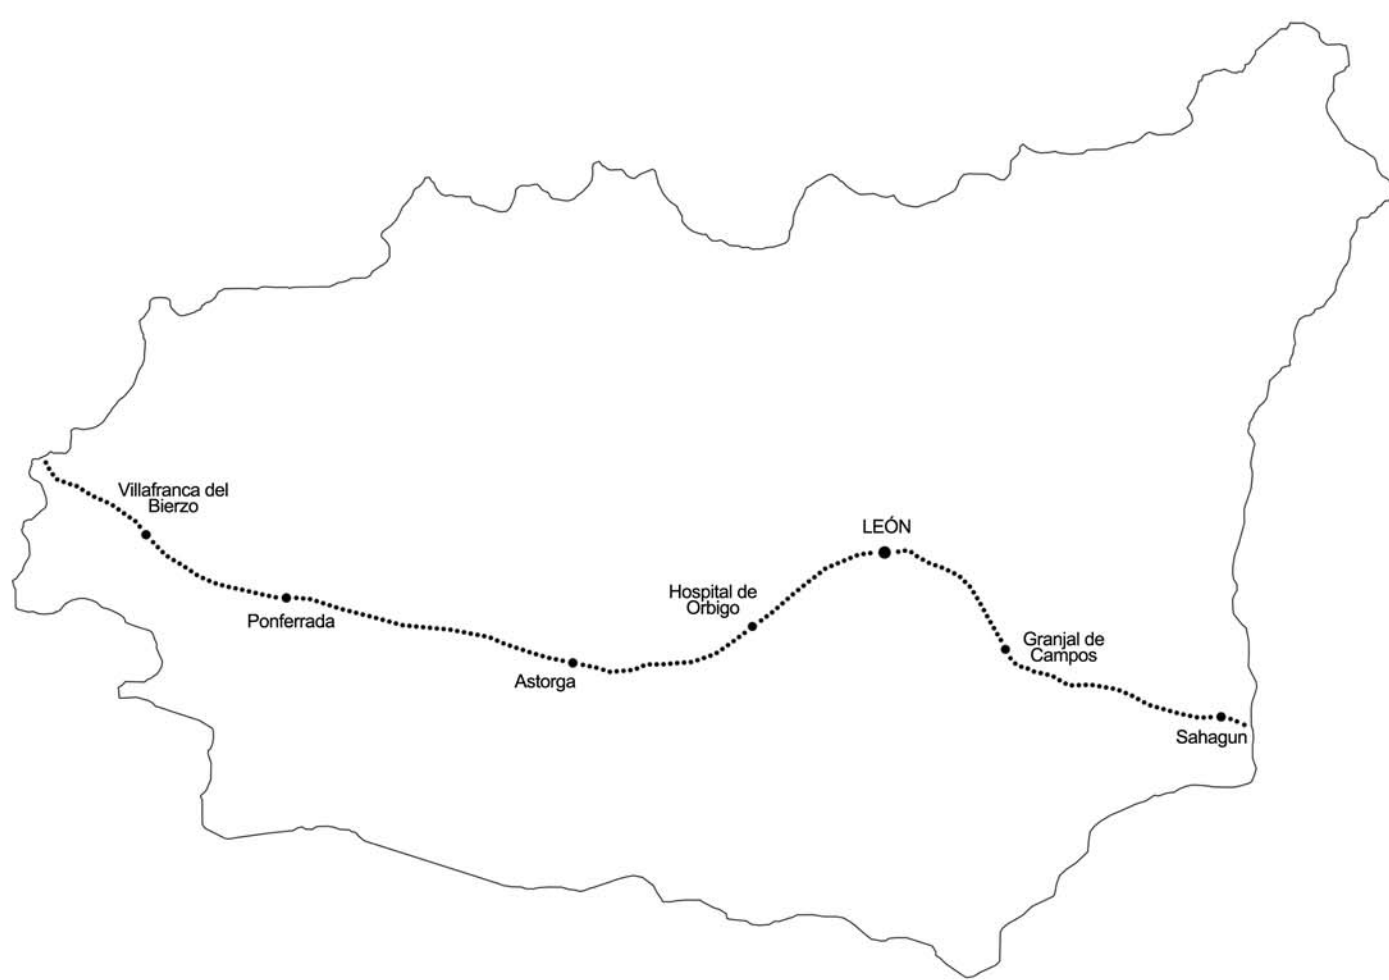 Villafranca del
Bierzo
Ponferrada
Astorga
Hospital de
Orbigo
LEÓN
Granjal de
Campos
Sahagun